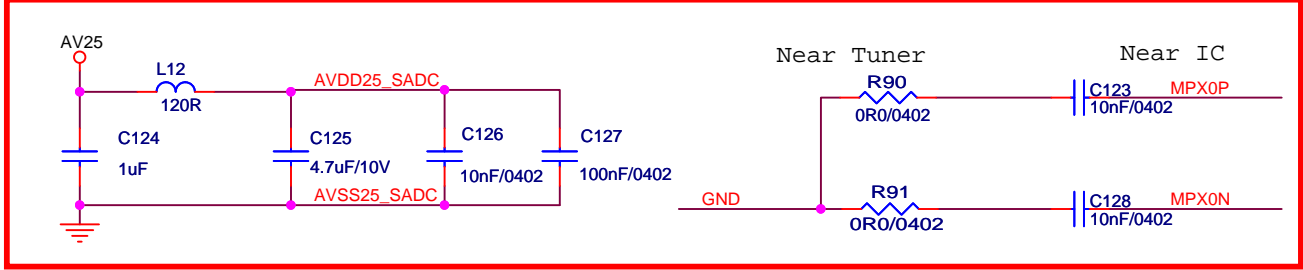 AV25
L12
120R
AVDD25_SADC
C124
1uF
C125
4.7uF/10V
C126
10nF/0402
C127
100nF/0402
AVSS25_SADC
Near Tuner
Near IC
R90
0R0/0402
C123
10nF/0402
MPX0P
GND
R91
0R0/0402
C128
10nF/0402
MPX0N